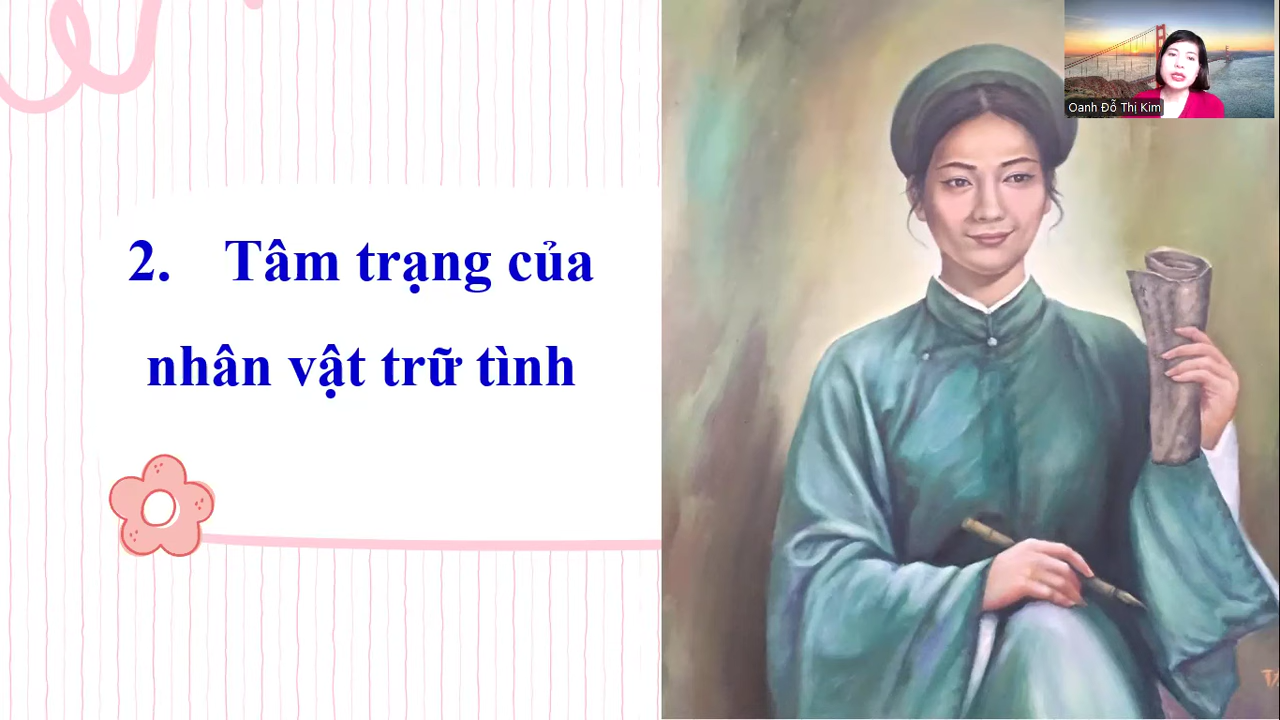 Oanh Đỗ Thị Kim
2. Tâm trạng của
nhân vật trữ tình